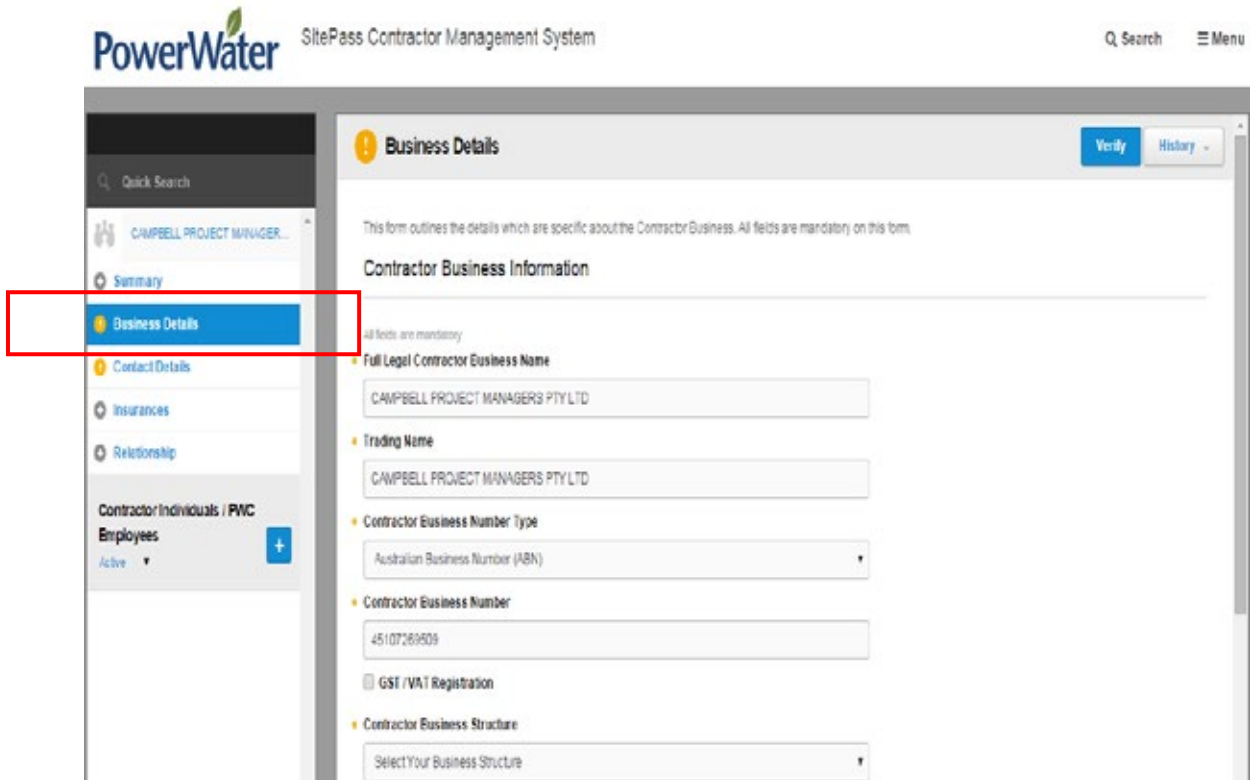 PowerWater
SitePass Contractor Management System
Search
Menu
Quick Search
CAMPBELL PROJECT MANAGER...
Summary
Business Details
Contact Details
Insurances
Relationship
Contractor Individuals / PWC
Employees
Active
+
Business Details
Verify
History
This form outlines the details which are specific about the Contractor Business. All fields are mandatory on this form.
Contractor Business Information
All fields are mandatory
Full Legal Contractor Business Name
CAMPBELL PROJECT MANAGERS PTY LTD
Trading Name
CAMPBELL PROJECT MANAGERS PTY LTD
Contractor Business Number Type
Australian Business Number (ABN)
Contractor Business Number
45107269509
GST / VAT Registration
Contractor Business Structure
Select Your Business Structure